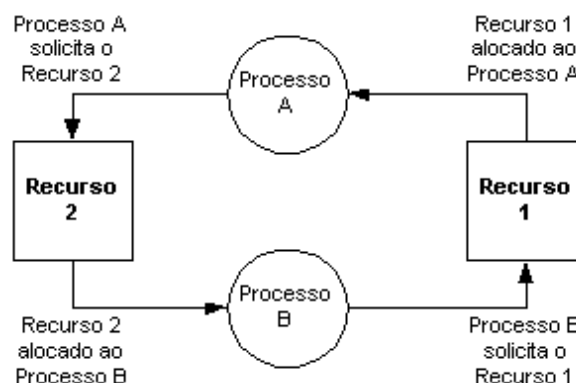 Processo A
solicita o
Recurso 2
Processo
A
Recurso 1
alocado ao
Processo A
Recurso
2
Recurso
1
Processo
B
Recurso 2
alocado ao
Processo B
Processo B
solicita o
Recurso 1